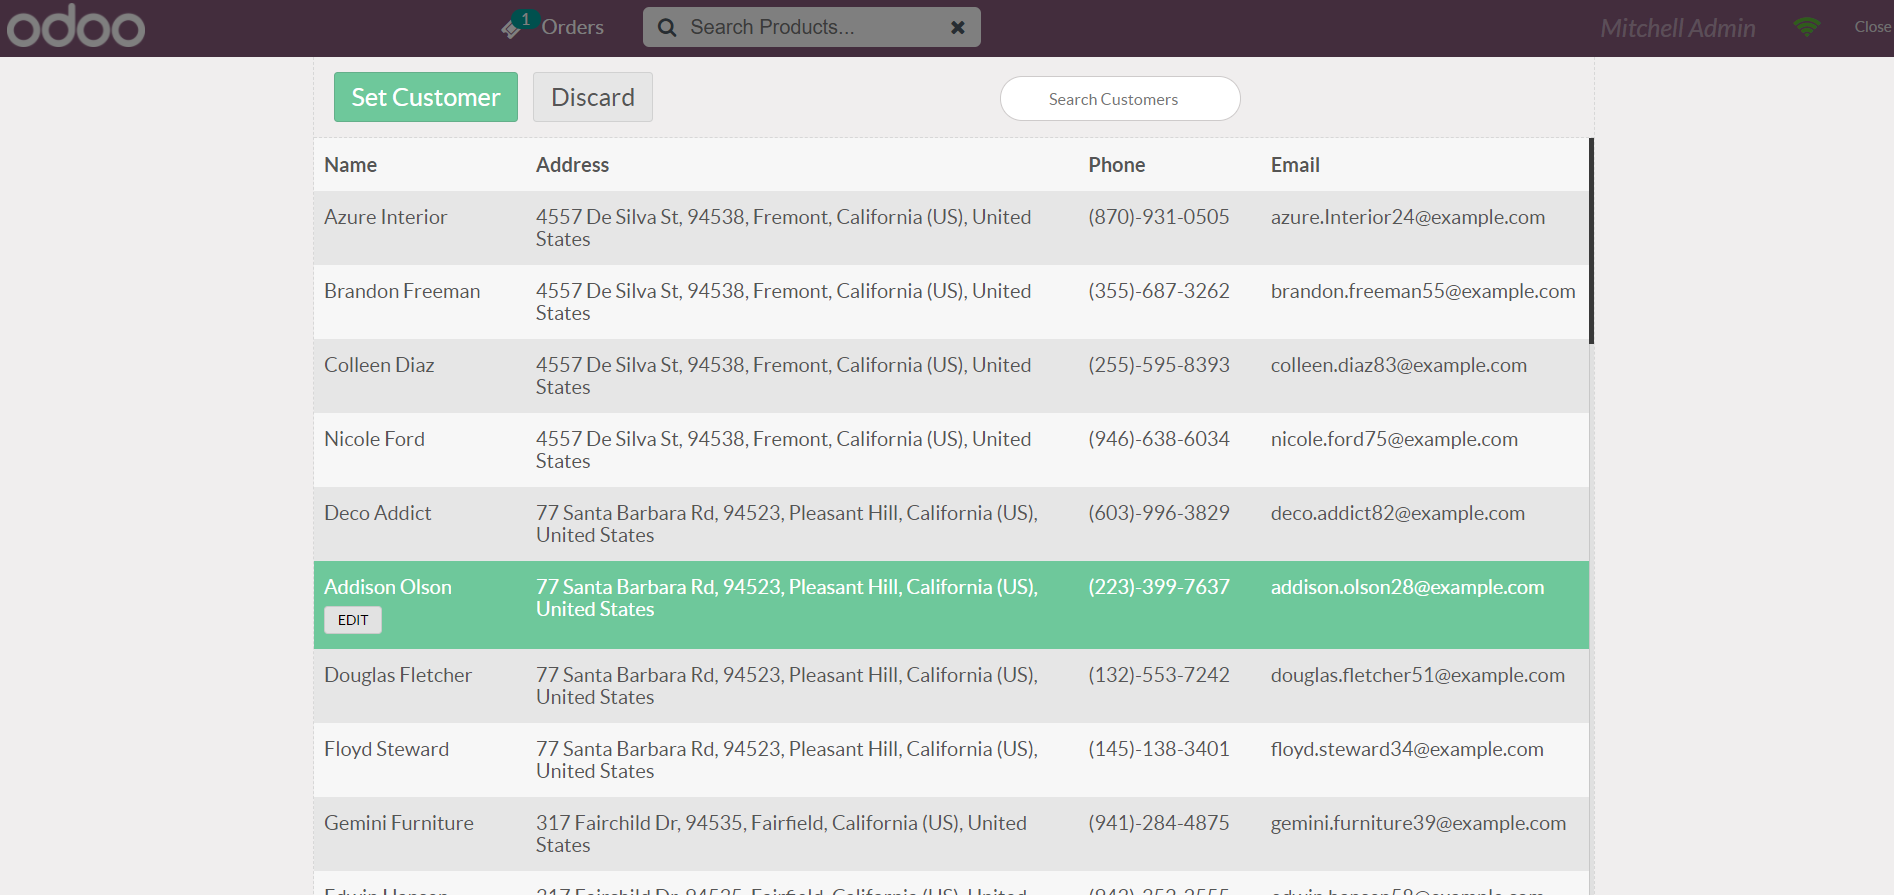 odoo
1
Orders
Search Products...
Mitchell Admin
Close
Set Customer
Discard
Search Customers
Name Address Phone Email
Azure Interior 4557 De Silva St, 94538, Fremont, California (US), United (870)-931-0505 azure.Interior24@example.com
States
Brandon Freeman 4557 De Silva St, 94538, Fremont, California (US), United (355)-687-3262 brandon.freeman55@example.com
States
Colleen Diaz 4557 De Silva St, 94538, Fremont, California (US), United (255)-595-8393 colleen.diaz83@example.com
States
Nicole Ford 4557 De Silva St, 94538, Fremont, California (US), United (946)-638-6034 nicole.ford75@example.com
States
Deco Addict 77 Santa Barbara Rd, 94523, Pleasant Hill, California (US), (603)-996-3829 deco.addict82@example.com
United States
Addison Olson 77 Santa Barbara Rd, 94523, Pleasant Hill, California (US), (223)-399-7637 addison.olson28@example.com
EDIT United States
Douglas Fletcher 77 Santa Barbara Rd, 94523, Pleasant Hill, California (US), (132)-553-7242 douglas.fletcher51@example.com
United States
Floyd Steward 77 Santa Barbara Rd, 94523, Pleasant Hill, California (US), (145)-138-3401 floyd.steward34@example.com
United States
Gemini Furniture 317 Fairchild Dr, 94535, Fairfield, California (US), United (941)-284-4875 gemini.furniture39@example.com
States